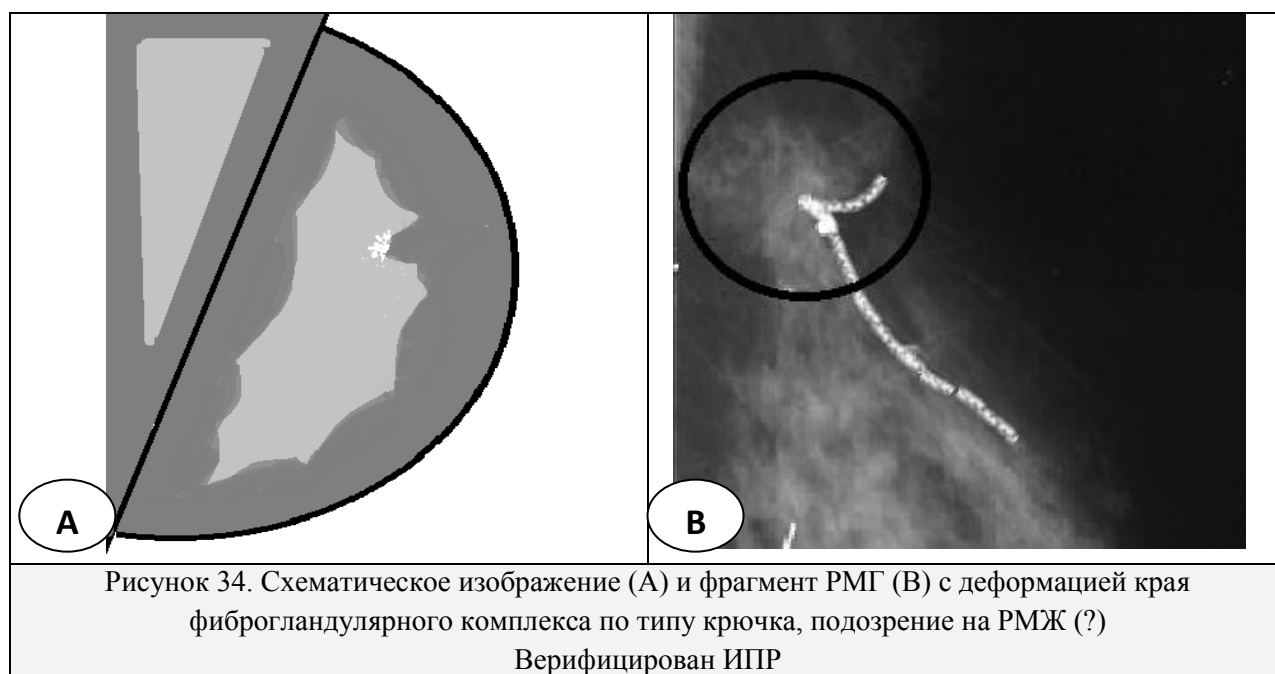 А
В
Рисунок 34. Схематическое изображение (А) и фрагмент РМГ (В) с деформацией края
фиброгландулярного комплекса по типу крючка, подозрение на РМЖ (?)
Верифицирован ИПР